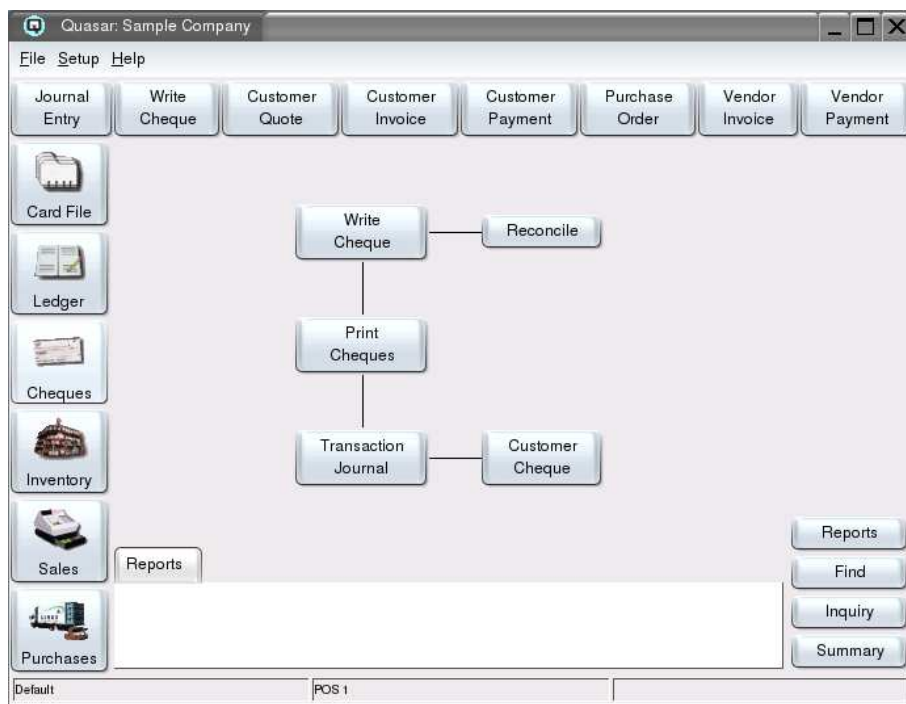 Quasar: Sample Company
File Setup Help
Journal Entry
Write Cheque
Customer Quote
Customer Invoice
Customer Payment
Purchase Order
Vendor Invoice
Vendor Payment
Card File
Ledger
Cheques
Inventory
Sales
Purchases
Write Cheque
Reconcile
Print Cheques
Transaction Journal
Customer Cheque
Reports
Reports
Find
Inquiry
Summary
Default
POS 1